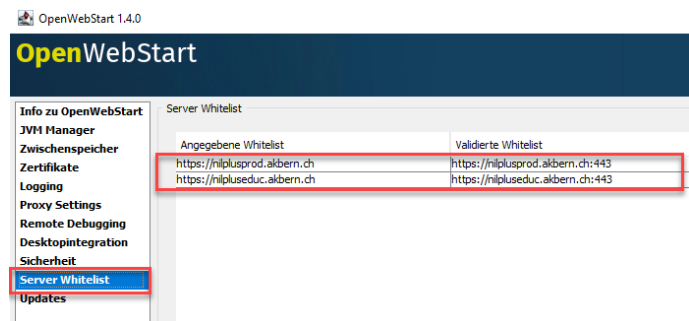 OpenWebStart 1.4.0
OpenWebStart
Info zu OpenWebStart
JVM Manager
Zwischenspeicher
Zertifikate
Logging
Proxy Settings
Remote Debugging
Desktopintegration
Sicherheit
Server Whitelist
Updates
Server Whitelist
Angegebene Whitelist Validierte Whitelist
https://nilplusprod.akbern.ch https://nilplusprod.akbern.ch:443
https://nilpluseduc.akbern.ch https://nilpluseduc.akbern.ch:443